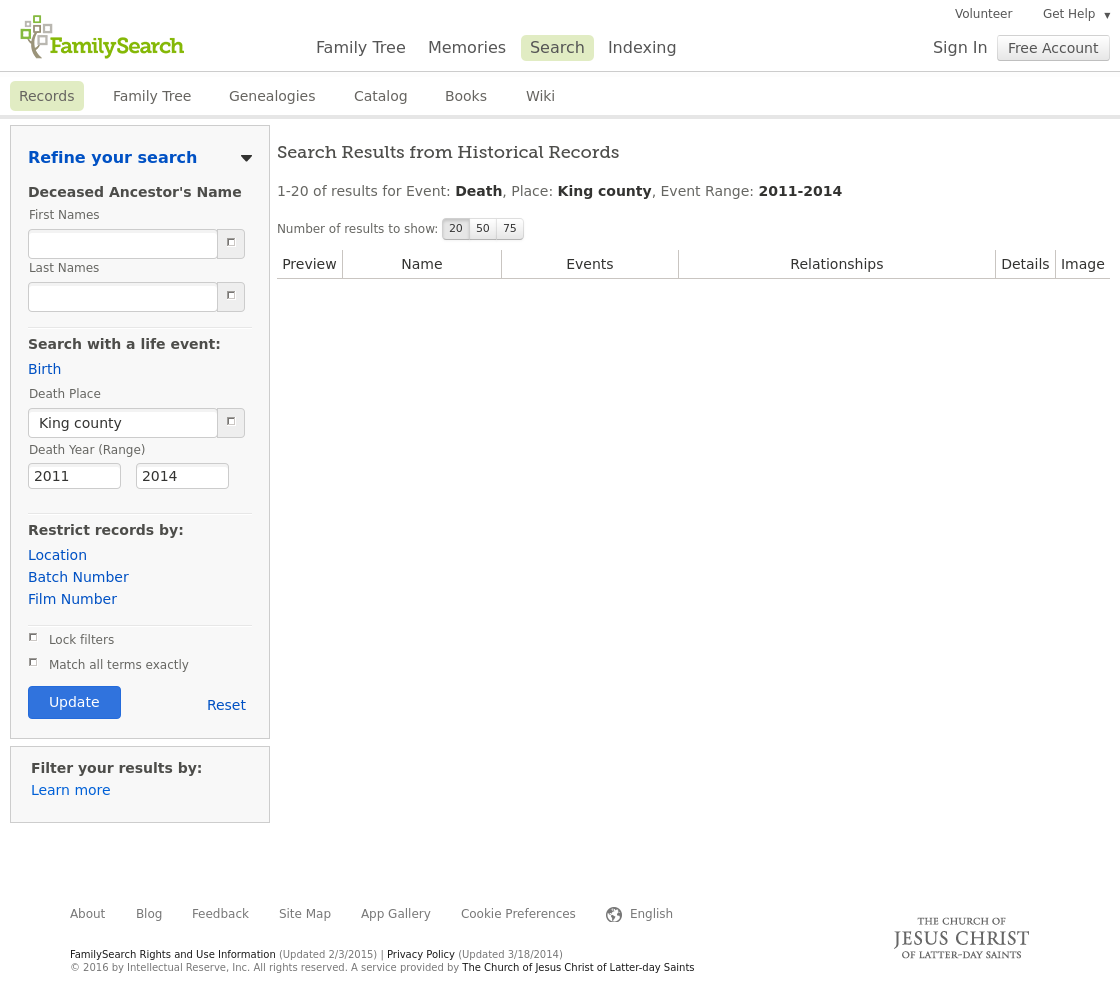 Volunteer Get Help ▼
FamilySearch Family Tree Memories Search Indexing Sign In Free Account
Records Family Tree Genealogies Catalog Books Wiki
Refine your search
Deceased Ancestor's Name
First Names
Last Names
Search with a life event:
Birth
Death Place
King county
Death Year (Range)
2011 2014
Restrict records by:
Location
Batch Number
Film Number
Lock filters
Match all terms exactly
Update Reset
Filter your results by:
Learn more
Search Results from Historical Records
1-20 of results for Event: Death, Place: King county, Event Range: 2011-2014
Number of results to show: 20 50 75
Preview Name Events Relationships Details Image
About Blog Feedback Site Map App Gallery Cookie Preferences English
FamilySearch Rights and Use Information (Updated 2/3/2015) | Privacy Policy (Updated 3/18/2014)
© 2016 by Intellectual Reserve, Inc. All rights reserved. A service provided by The Church of Jesus Christ of Latter-day Saints
THE CHURCH OF
JESUS CHRIST
OF LATTER-DAY SAINTS